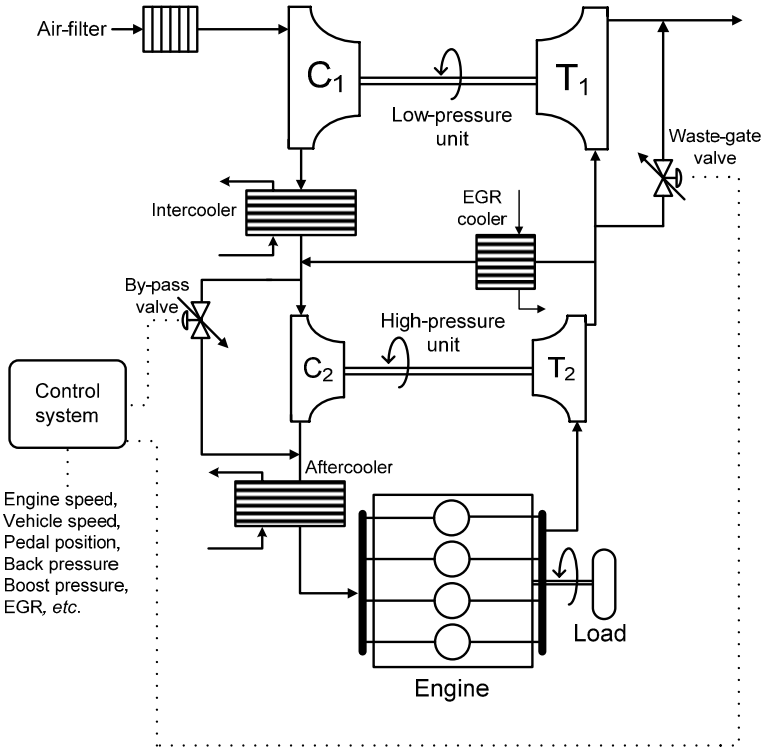 Air-filter
C1
T1
Low-pressure
unit
Waste-gate
valve
Intercooler
EGR
cooler
By-pass
valve
High-pressure
unit
C2
T2
Control
system
Aftercooler
Engine speed,
Vehicle speed,
Pedal position,
Back pressure
Boost pressure,
EGR, etc.
Load
Engine